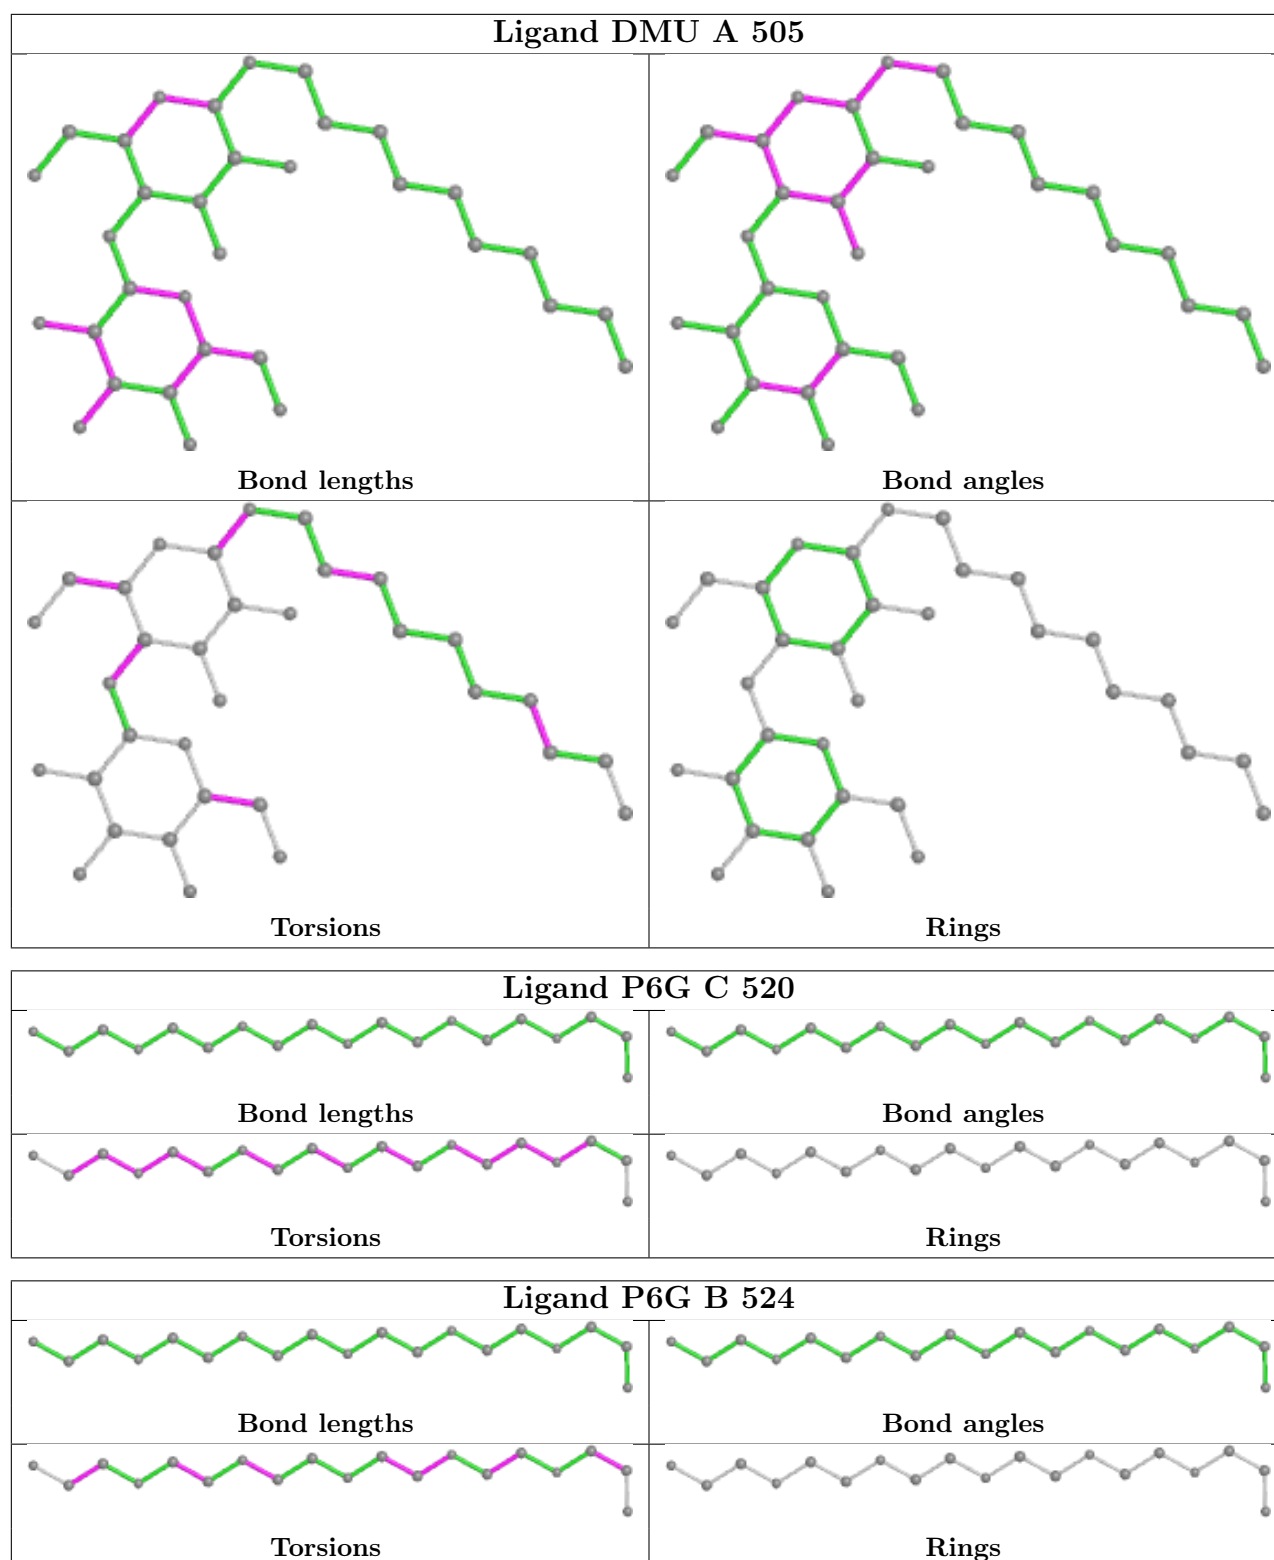 Ligand DMU A 505
Bond lengths
Bond angles
Torsions
Rings
Ligand P6G C 520
Bond lengths
Bond angles
Torsions
Rings
Ligand P6G B 524
Bond lengths
Bond angles
Torsions
Rings